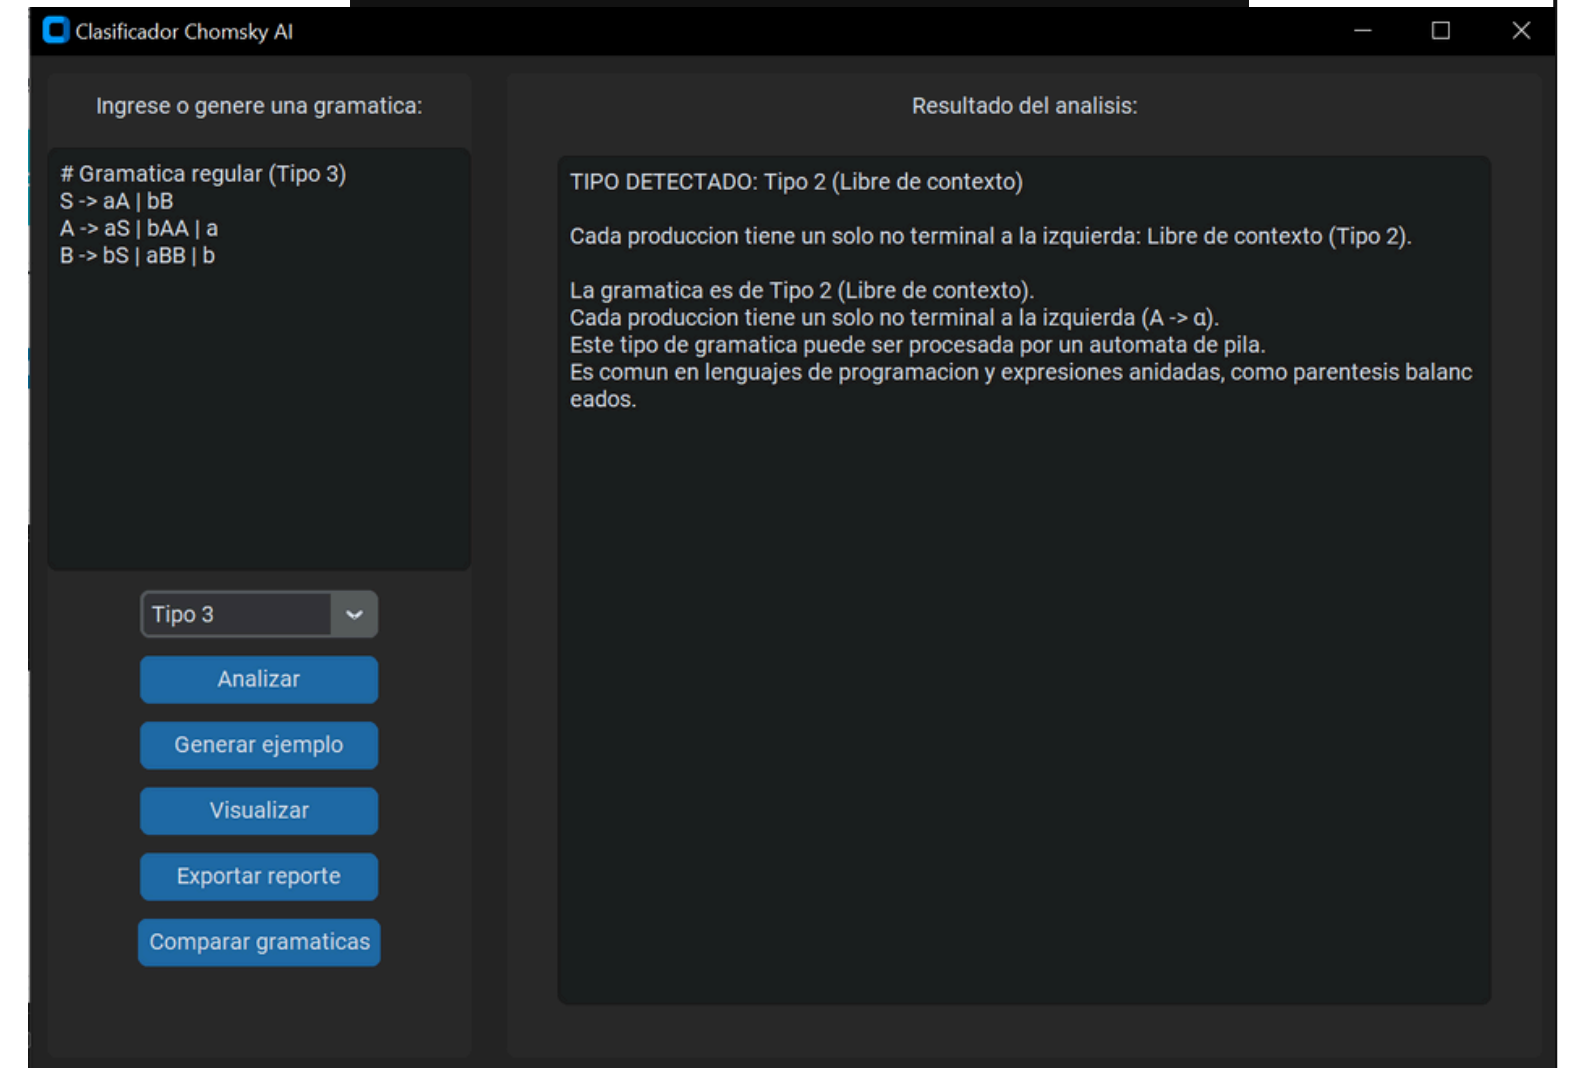 Clasificador Chomsky AI
Ingrese o genere una gramatica:
# Gramatica regular (Tipo 3)
S -> aA | bB
A -> aS | bAA | a
B -> bS | aBB | b
Tipo 3
Analizar
Generar ejemplo
Visualizar
Exportar reporte
Comparar gramaticas
Resultado del analisis:
TIPO DETECTADO: Tipo 2 (Libre de contexto)
Cada produccion tiene un solo no terminal a la izquierda: Libre de contexto (Tipo 2).
La gramatica es de Tipo 2 (Libre de contexto).
Cada produccion tiene un solo no terminal a la izquierda (A -> α).
Este tipo de gramatica puede ser procesada por un automata de pila.
Es comun en lenguajes de programacion y expresiones anidadas, como parentesis balanc
eados.